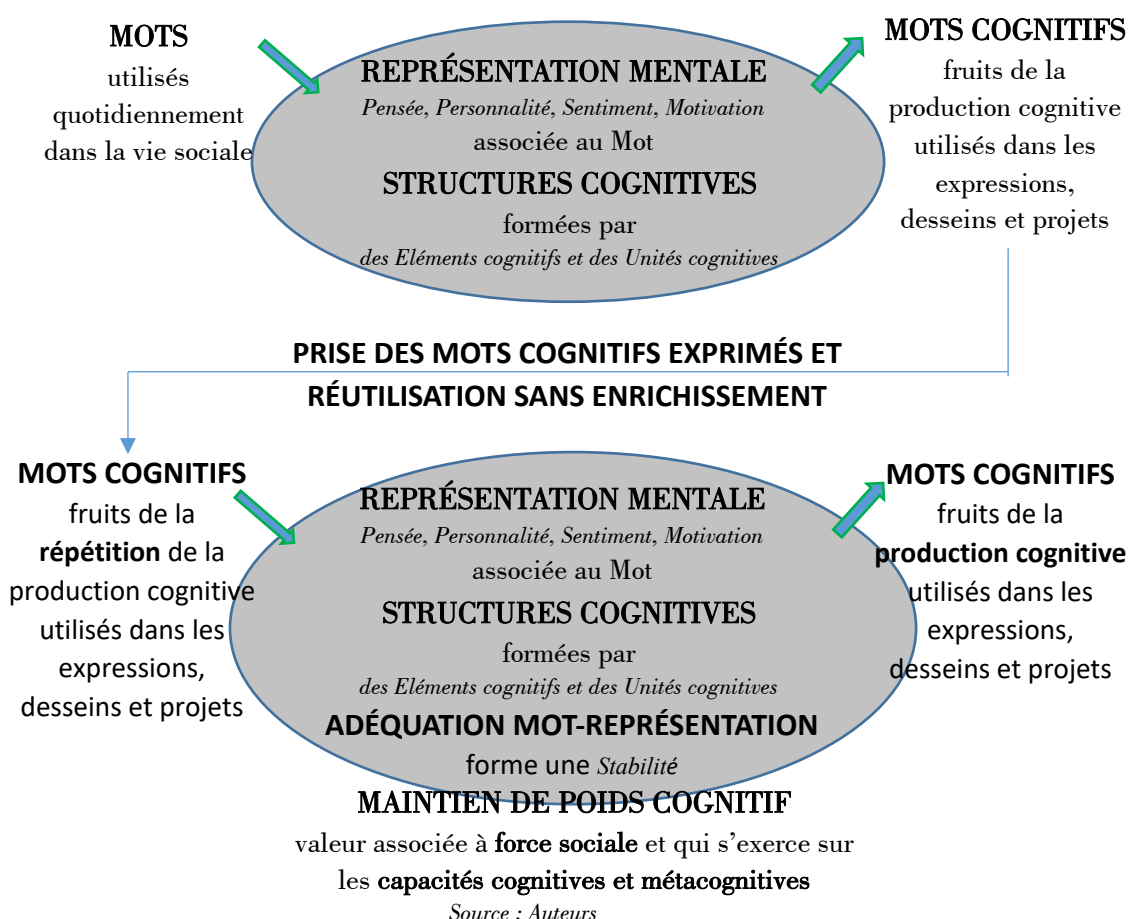 MOTS
utilisés
quotidiennement
dans la vie sociale
REPRÉSENTATION MENTALE
Pensée, Personnalité, Sentiment, Motivation
associée au Mot
STRUCTURES COGNITIVES
formées par
des Eléments cognitifs et des Unités cognitives
MOTS COGNITIFS
fruits de la
production cognitive
utilisés dans les
expressions,
desseins et projets
PRISE DES MOTS COGNITIFS EXPRIMÉS ET
RÉUTILISATION SANS ENRICHISSEMENT
MOTS COGNITIFS
fruits de la
répétition de la
production cognitive
utilisés dans les
expressions,
desseins et projets
REPRÉSENTATION MENTALE
Pensée, Personnalité, Sentiment, Motivation
associée au Mot
STRUCTURES COGNITIVES
formées par
des Eléments cognitifs et des Unités cognitives
ADÉQUATION MOT-REPRÉSENTATION
forme une Stabilité
MOTS COGNITIFS
fruits de la
production cognitive
utilisés dans les
expressions,
desseins et projets
MAINTIEN DE POIDS COGNITIF
valeur associée à force sociale et qui s’exerce sur
les capacités cognitives et métacognitives
Source : Auteurs